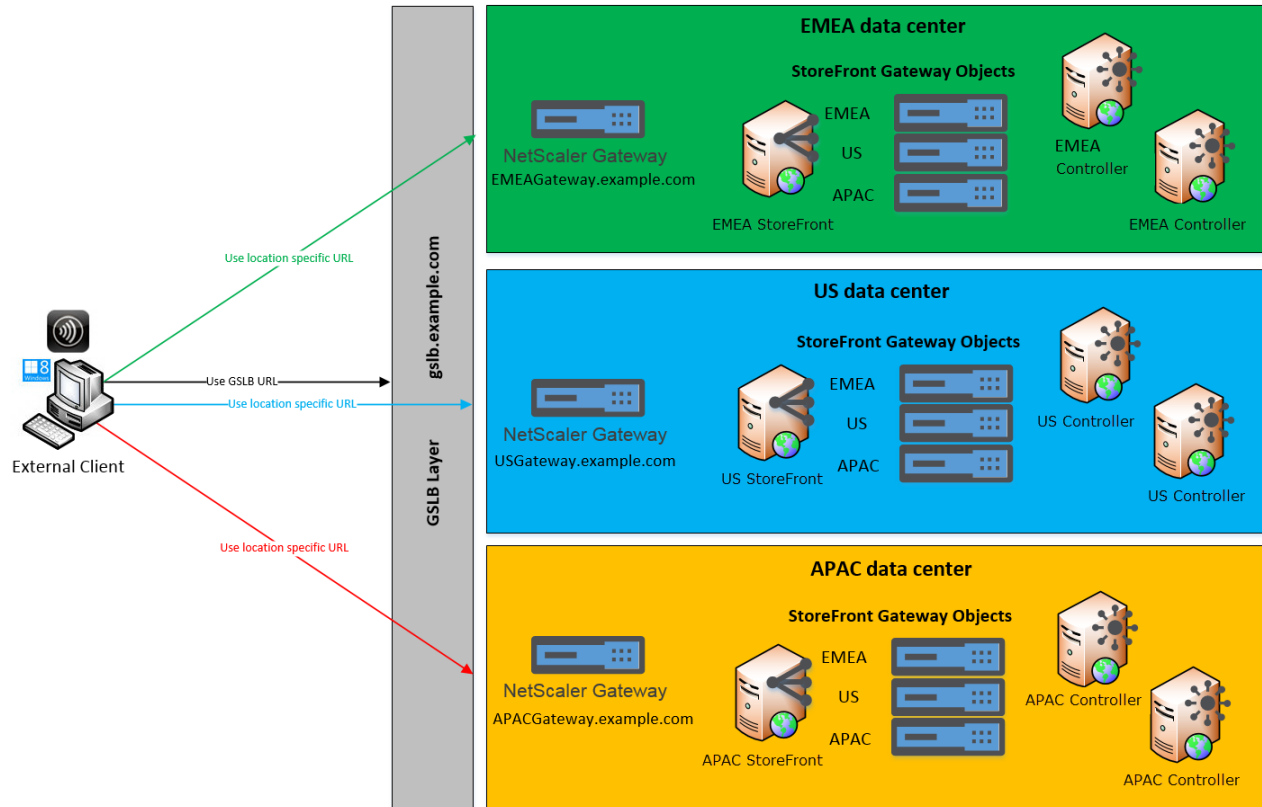 EMEA data center
StoreFront Gateway Objects
EMEA
US
APAC
NetScaler Gateway
EMEAGateway.example.com
EMEA StoreFront
EMEA
Controller
EMEA Controller
Use location specific URL
gslb.example.com
GSLB Layer
8
Windows
Use GSLB URL
Use location specific URL
External Client
Use location specific URL
US data center
StoreFront Gateway Objects
EMEA
US
APAC
NetScaler Gateway
USGateway.example.com
US StoreFront
US Controller
US Controller
APAC data center
StoreFront Gateway Objects
EMEA
US
APAC
NetScaler Gateway
APACGateway.example.com
APAC StoreFront
APAC Controller
APAC Controller